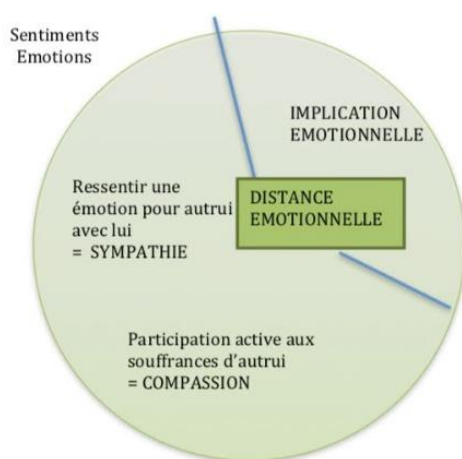 Sentiments
Emotions
IMPLICATION
EMOTIONNELLE
Ressentir une
émotion pour autrui
avec lui
= SYMPATHIE
DISTANCE
EMOTIONNELLE
Participation active aux
souffrances d'autrui
= COMPASSION